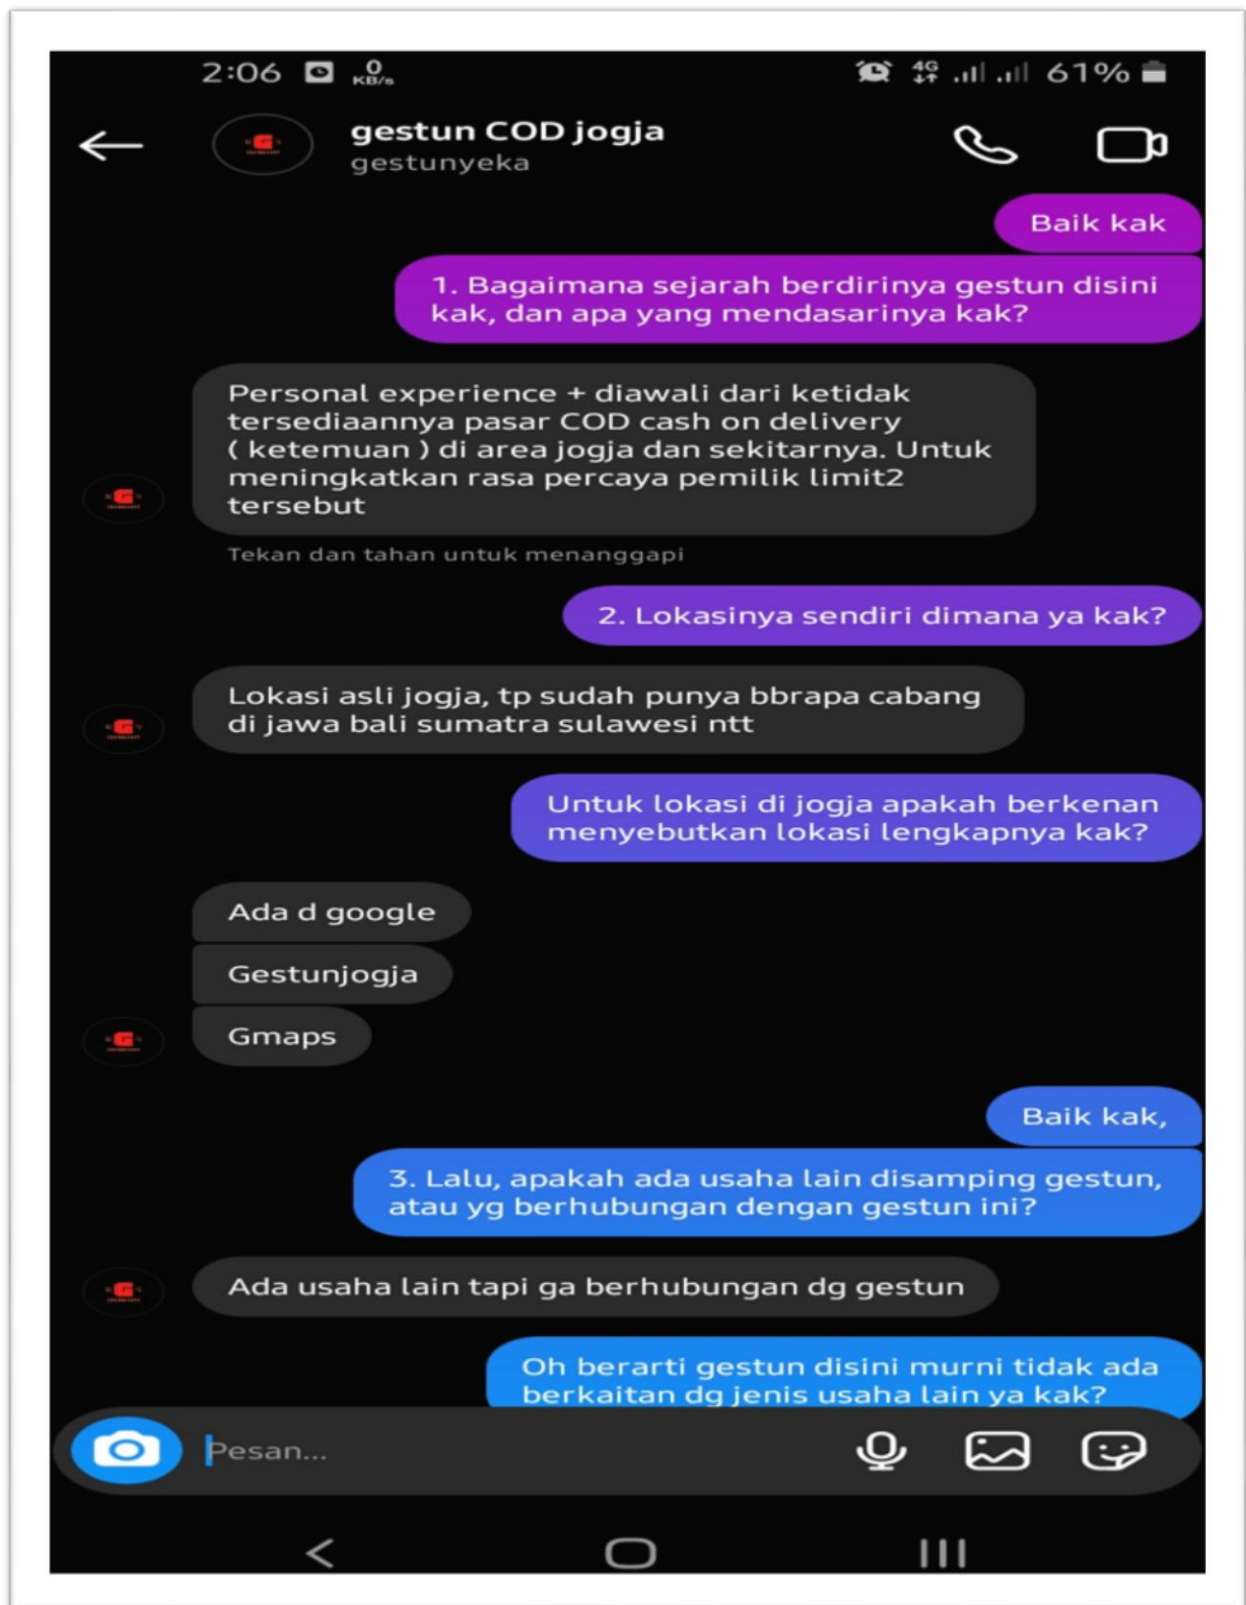 2:06 0 KB/s 4G 61%
gestun COD jogja
gestunyeka
Baik kak
1. Bagaimana sejarah berdirinya gestun disini
kak, dan apa yang mendasarinya kak?
Personal experience + diawali dari ketidak
tersediaannya pasar COD cash on delivery
( ketemuan ) di area jogja dan sekitarnya. Untuk
meningkatkan rasa percaya pemilik limit2
tersebut
Tekan dan tahan untuk menanggapi
2. Lokasinya sendiri dimana ya kak?
Lokasi asli jogja, tp sudah punya bbrapa cabang
di jawa bali sumatra sulawesi ntt
Untuk lokasi di jogja apakah berkenan
menyebutkan lokasi lengkapnya kak?
Ada d google
Gestunjogja
Gmaps
Baik kak,
3. Lalu, apakah ada usaha lain disamping gestun,
atau yg berhubungan dengan gestun ini?
Ada usaha lain tapi ga berhubungan dg gestun
Oh berarti gestun disini murni tidak ada
berkaitan dg jenis usaha lain ya kak?
Pesan...